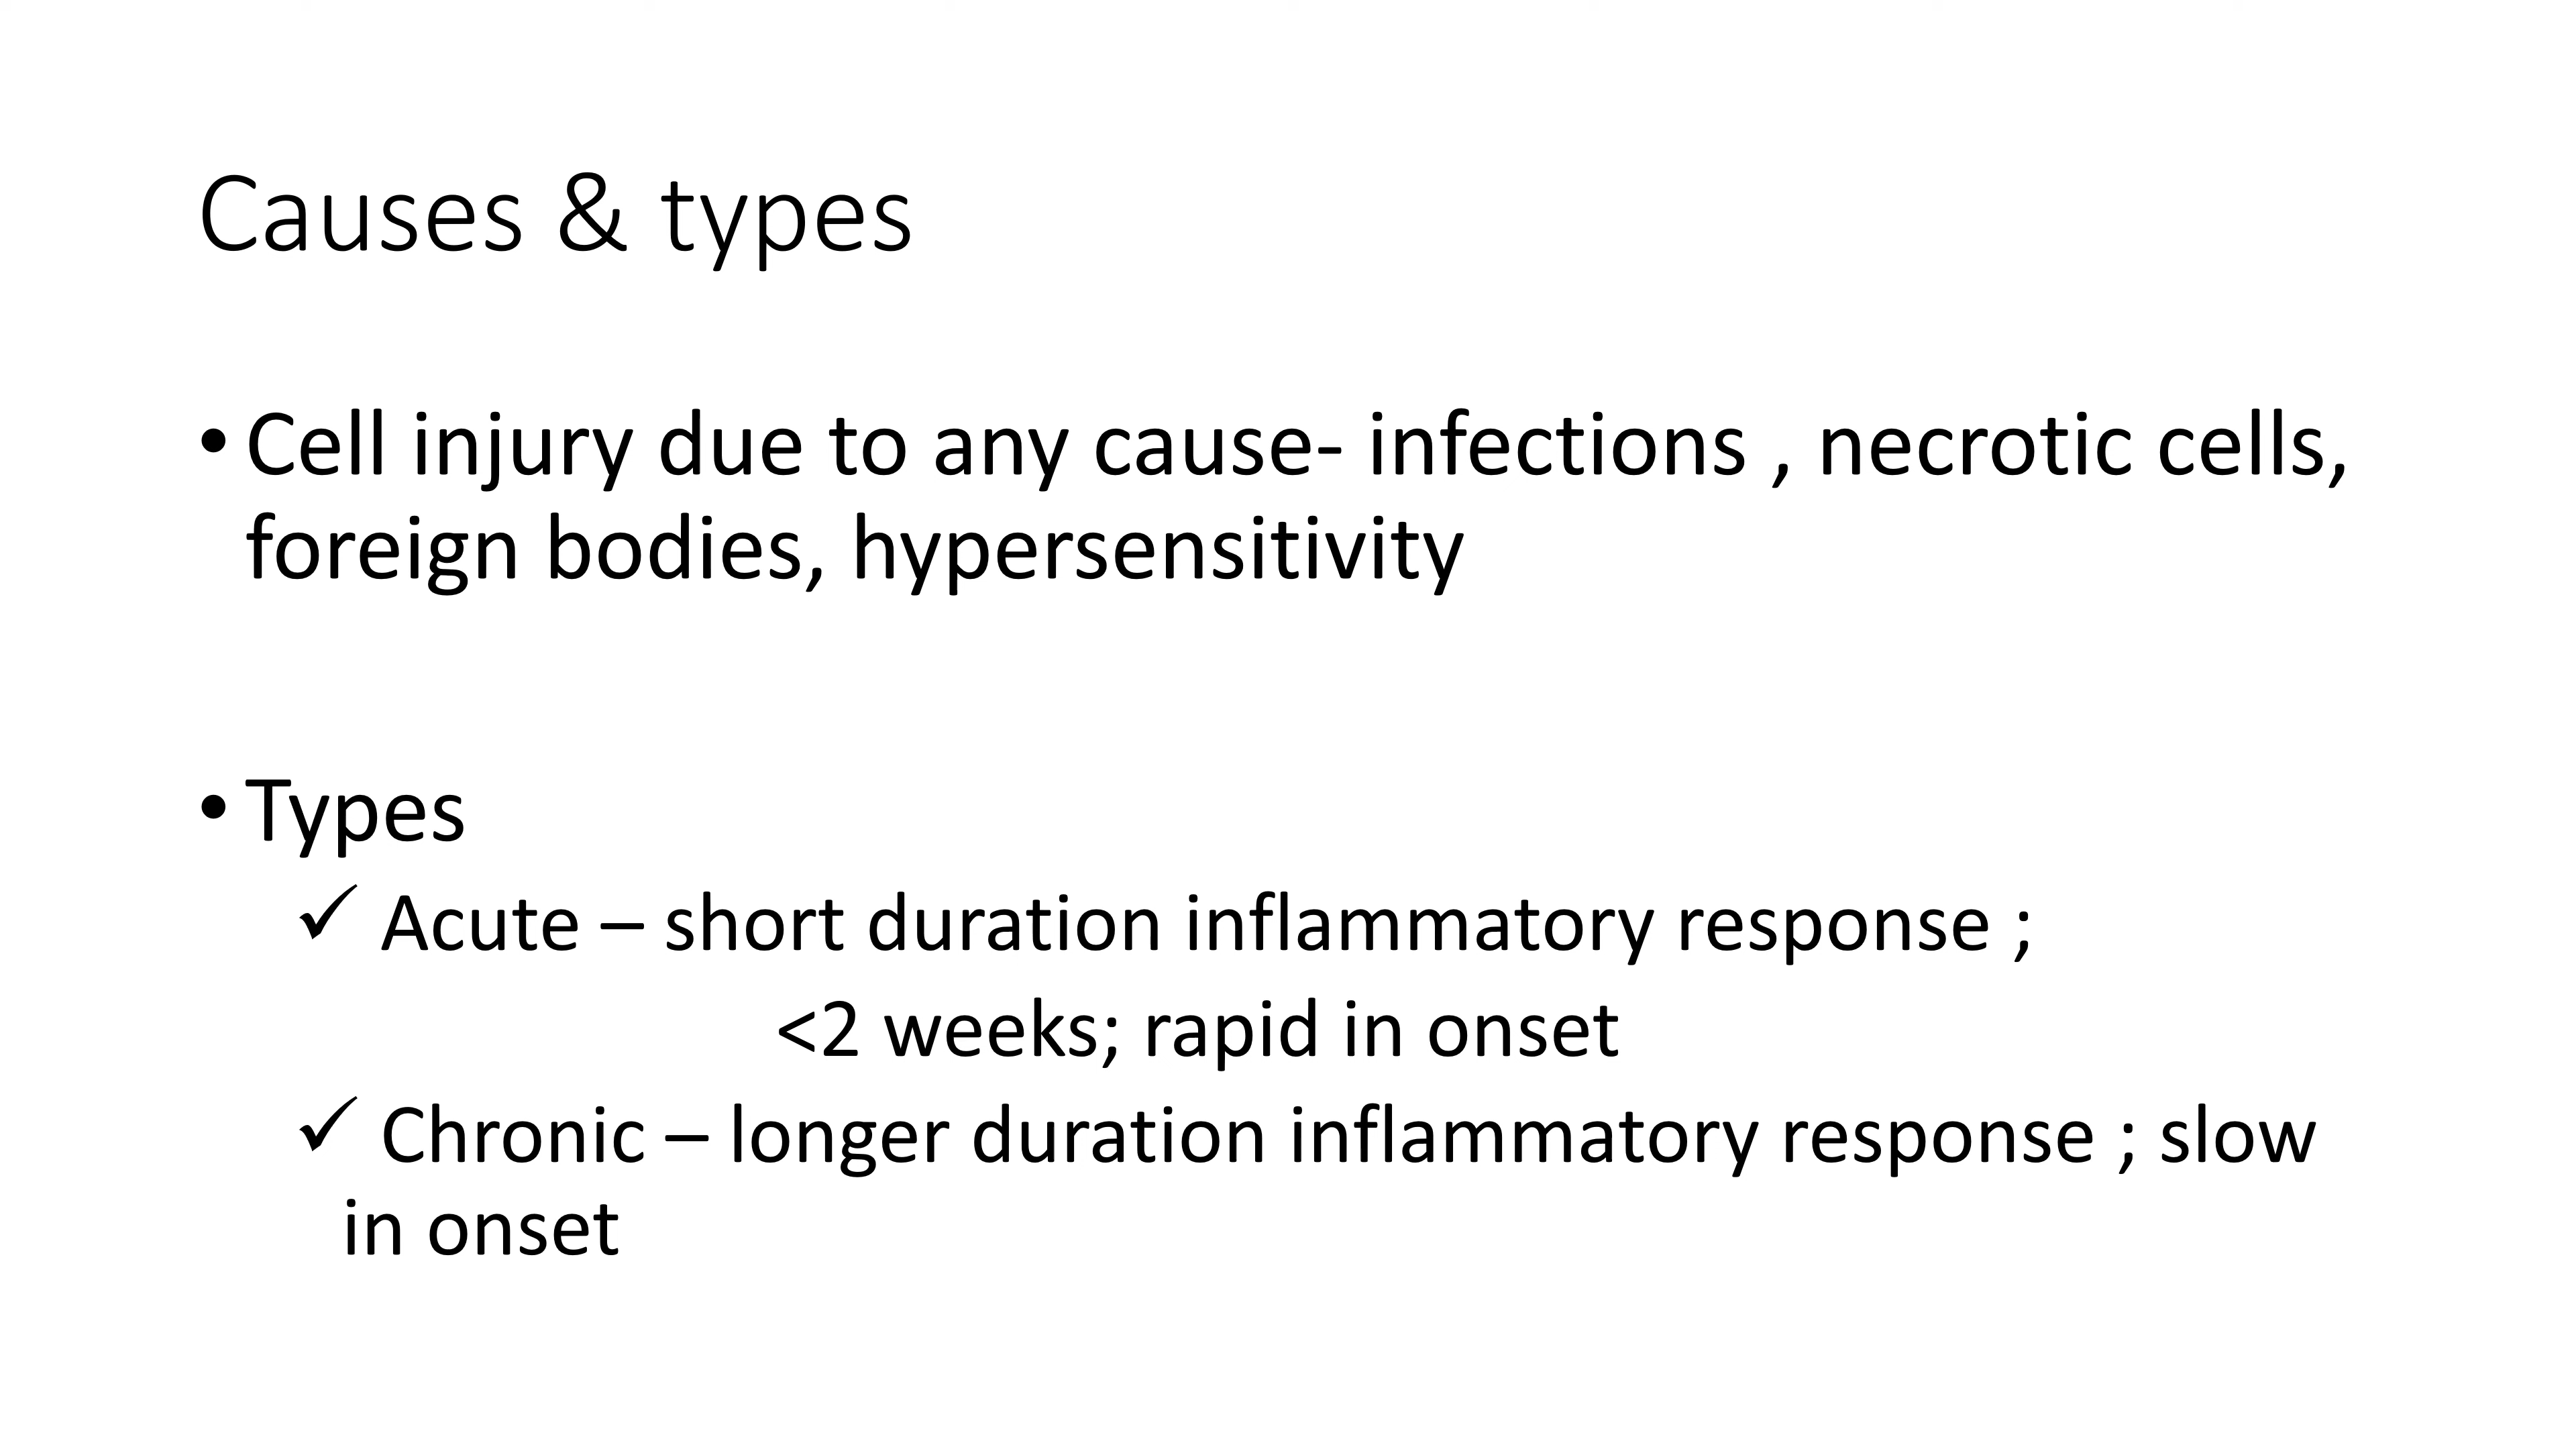 Causes & types
• Cell injury due to any cause- infections , necrotic cells,
foreign bodies, hypersensitivity
• Types
✓ Acute – short duration inflammatory response ;
<2 weeks; rapid in onset
✓ Chronic – longer duration inflammatory response ; slow
in onset